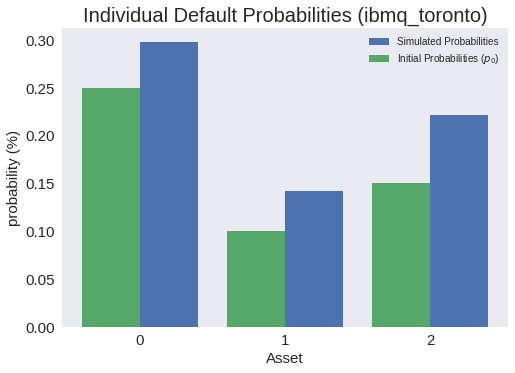 Individual Default Probabilities (ibmq_toronto)
Simulated Probabilities
Initial Probabilities (p₀)
probability (%)
0.30
0.25
0.20
0.15
0.10
0.05
0.00
0 1 2
Asset